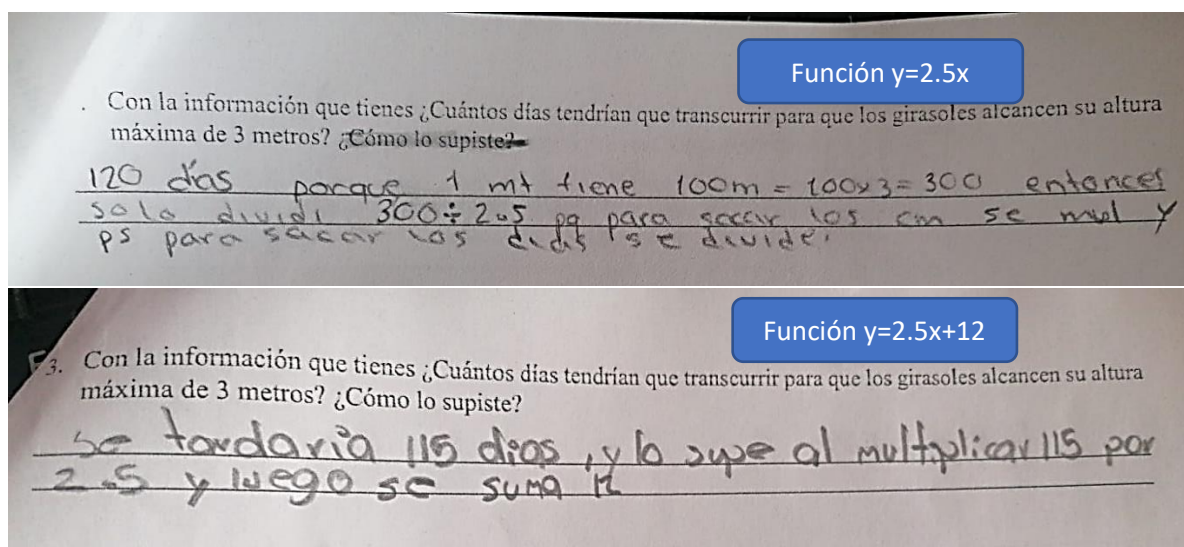 Función y=2.5x
. Con la información que tienes ¿Cuántos días tendrían que transcurrir para que los girasoles alcancen su altura
máxima de 3 metros? ¿Cómo lo supiste?
120 días porque 1 mt tiene 100m = 100x3 = 300 entonces
solo dividi 300÷2.5 pq para sacar los cm se mul y
ps para sacar los dias se divide.
Función y=2.5x+12
3. Con la información que tienes ¿Cuántos días tendrían que transcurrir para que los girasoles alcancen su altura
máxima de 3 metros? ¿Cómo lo supiste?
se tardaria 115 dias, y lo supe al multiplicar 115 por
2.5 y luego se suma 12